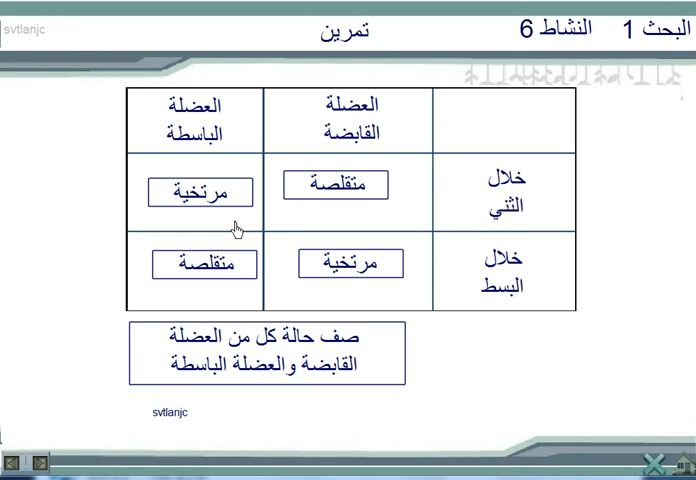 البحث 1 النشاط 6 تمرين svtlanjc
العضلة القابضة
العضلة الباسطة
خلال الثني
متقلصة
مرتخية
خلال البسط
مرتخية
متقلصة
صف حالة كل من العضلة
القابضة والعضلة الباسطة
svtlanjc